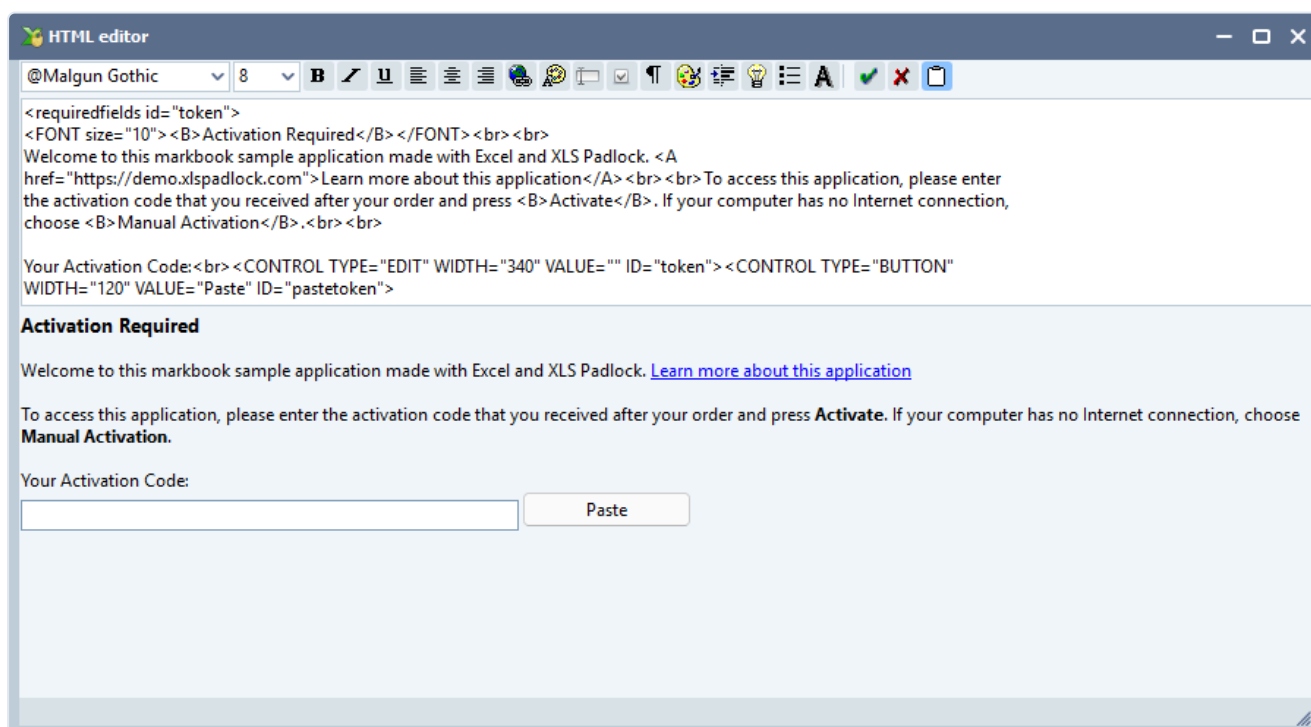 HTML editor
@Malgun Gothic 8 B I U ¶ A
<requiredfields id="token">
<FONT size="10"><B>Activation Required</B></FONT><br><br>
Welcome to this markbook sample application made with Excel and XLS Padlock. <A
href="https://demo.xlspadlock.com">Learn more about this application</A><br><br>To access this application, please enter
the activation code that you received after your order and press <B>Activate</B>. If your computer has no Internet connection,
choose <B>Manual Activation</B>.<br><br>
Your Activation Code:<br><CONTROL TYPE="EDIT" WIDTH="340" VALUE="" ID="token"><CONTROL TYPE="BUTTON"
WIDTH="120" VALUE="Paste" ID="pastetoken">
Activation Required
Welcome to this markbook sample application made with Excel and XLS Padlock. Learn more about this application
To access this application, please enter the activation code that you received after your order and press Activate. If your computer has no Internet connection, choose
Manual Activation.
Your Activation Code:
Paste